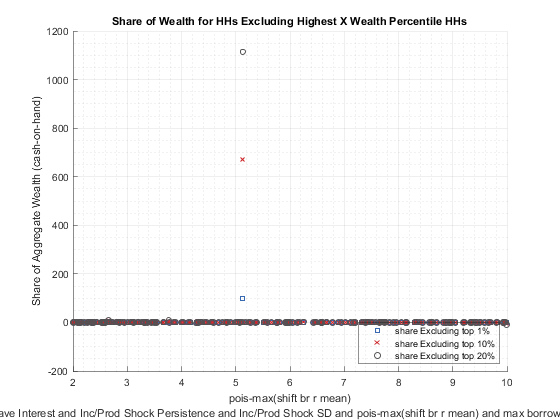 Share of Wealth for HHs Excluding Highest X Wealth Percentile HHs
1200
1000
800
600
400
200
0
-200
Share of Aggregate Wealth (cash-on-hand)
share Excluding top 1%
share Excluding top 10%
share Excluding top 20%
2 3 4 5 6 7 8 9 10
pois-max(shift br r mean)
ave Interest and Inc/Prod Shock Persistence and Inc/Prod Shock SD and pois-max(shift br r mean) and max borrow